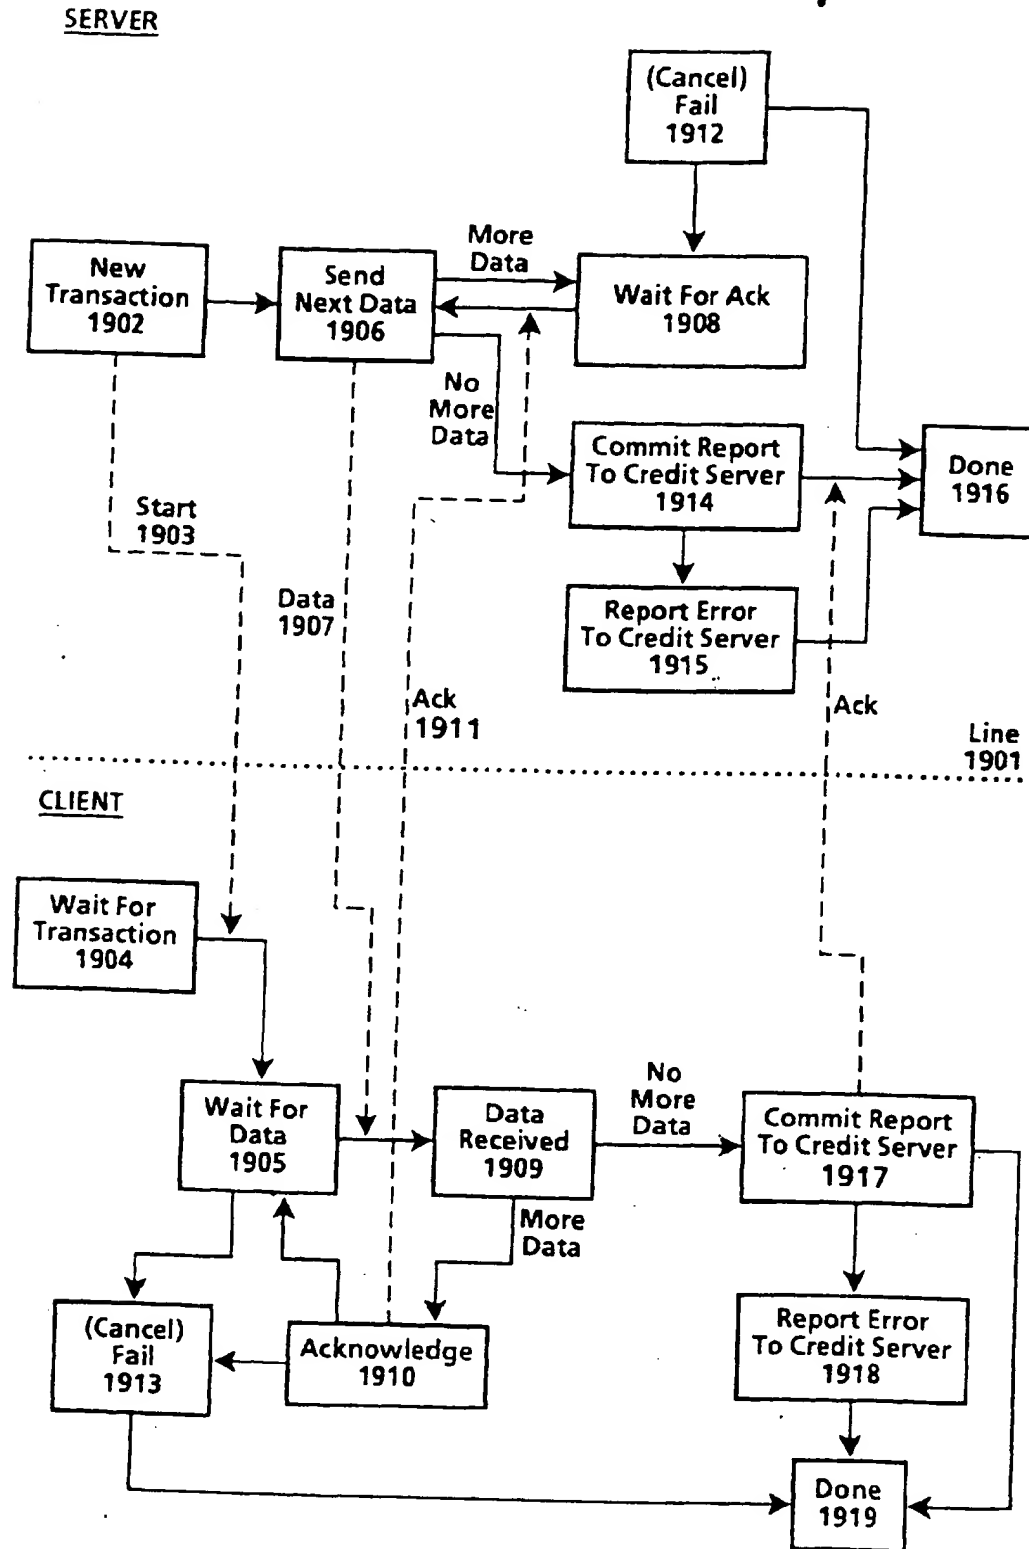 SERVER
(Cancel)
Fail
1912
More
Data
New
Transaction
1902
Send
Next Data
1906
Wait For Ack
1908
No
More
Data
Commit Report
To Credit Server
1914
Done
1916
Start
1903
Data
1907
Report Error
To Credit Server
1915
Ack
1911
Ack
Line
1901
CLIENT
Wait For
Transaction
1904
Wait For
Data
1905
Data
Received
1909
No
More
Data
Commit Report
To Credit Server
1917
More
Data
(Cancel)
Fail
1913
Acknowledge
1910
Report Error
To Credit Server
1918
Done
1919